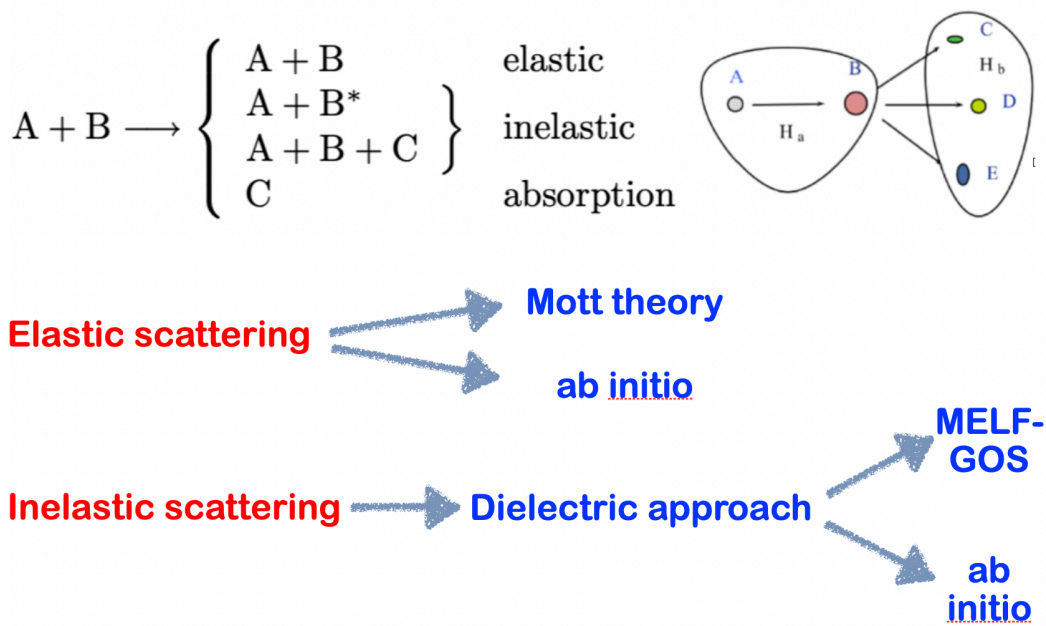 A + B ⟶ { A + B elastic
A + B*
A + B + C } inelastic
C absorption
A
B
H a
C
H b
D
E
Elastic scattering
Mott theory
ab initio
Inelastic scattering
Dielectric approach
MELF-
GOS
ab
initio